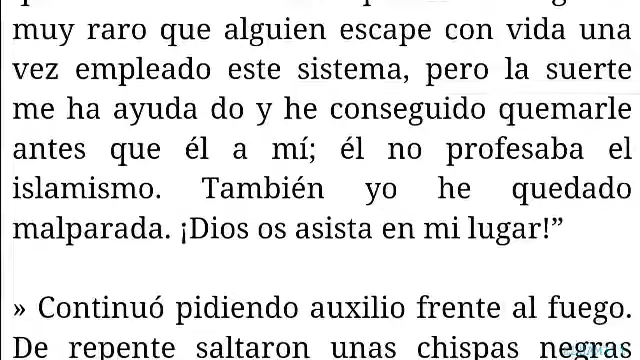 muy raro que alguien escape con vida una
vez empleado este sistema, pero la suerte
me ha ayuda do y he conseguido quemarle
antes que él a mí; él no profesaba el
islamismo. También yo he quedado
malparada. ¡Dios os asista en mi lugar!”
» Continuó pidiendo auxilio frente al fuego.
De repente saltaron unas chispas negras